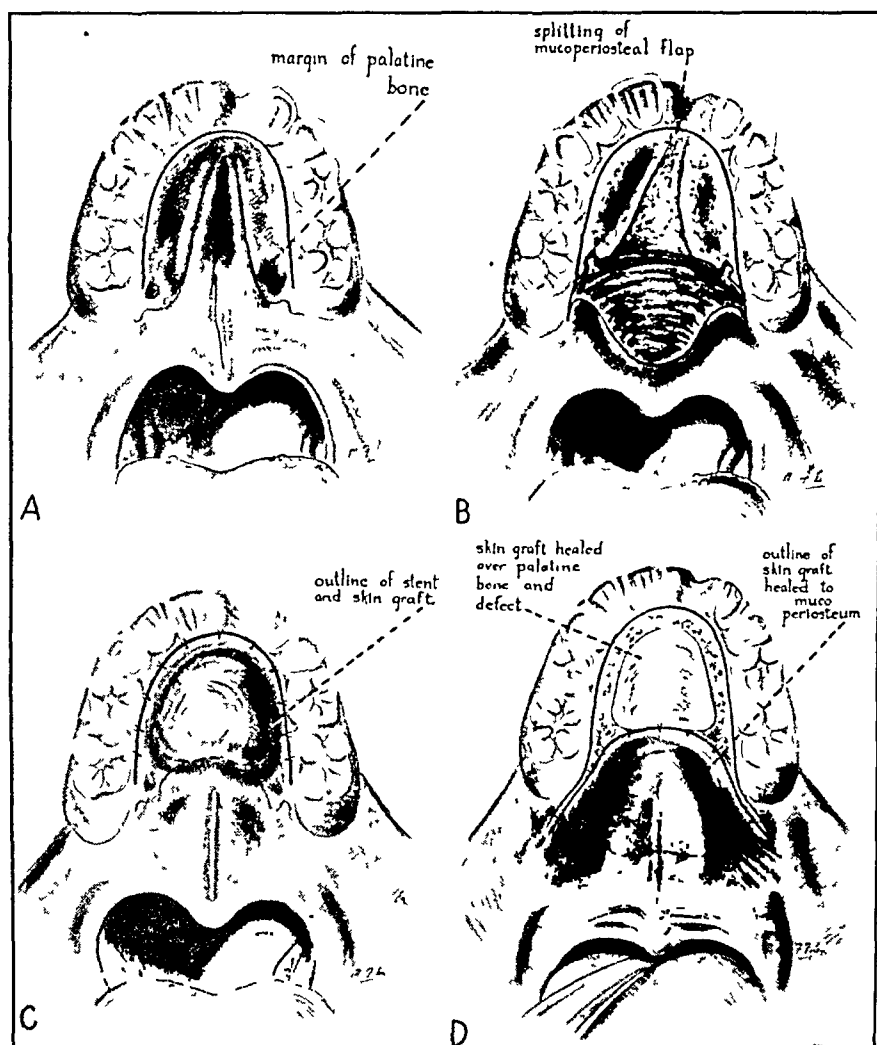 margin of palatine
bone
A
splitting of
mucoperiosteal flap
B
outline of stent
and skin graft
C
skin graft healed
over palatine
bone and
defect
outline of
skin graft
healed to
muco
periosteum
D